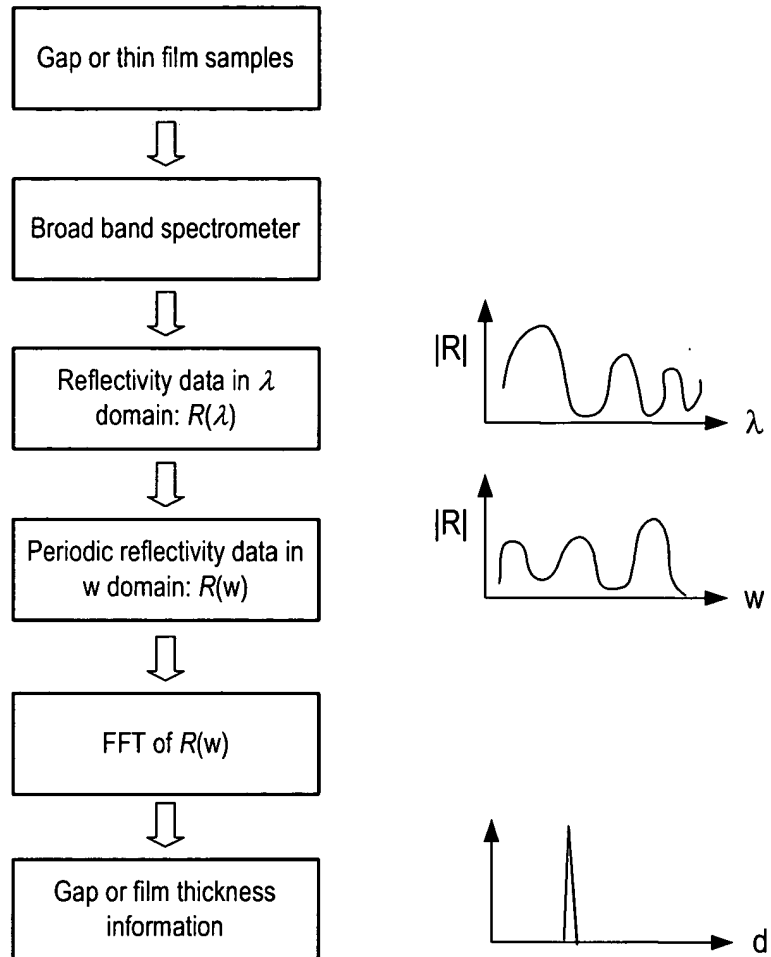 Gap or thin film samples
Broad band spectrometer
Reflectivity data in λ
domain: R(λ)
|R|
λ
Periodic reflectivity data in
w domain: R(w)
|R|
w
FFT of R(w)
Gap or film thickness
information
d